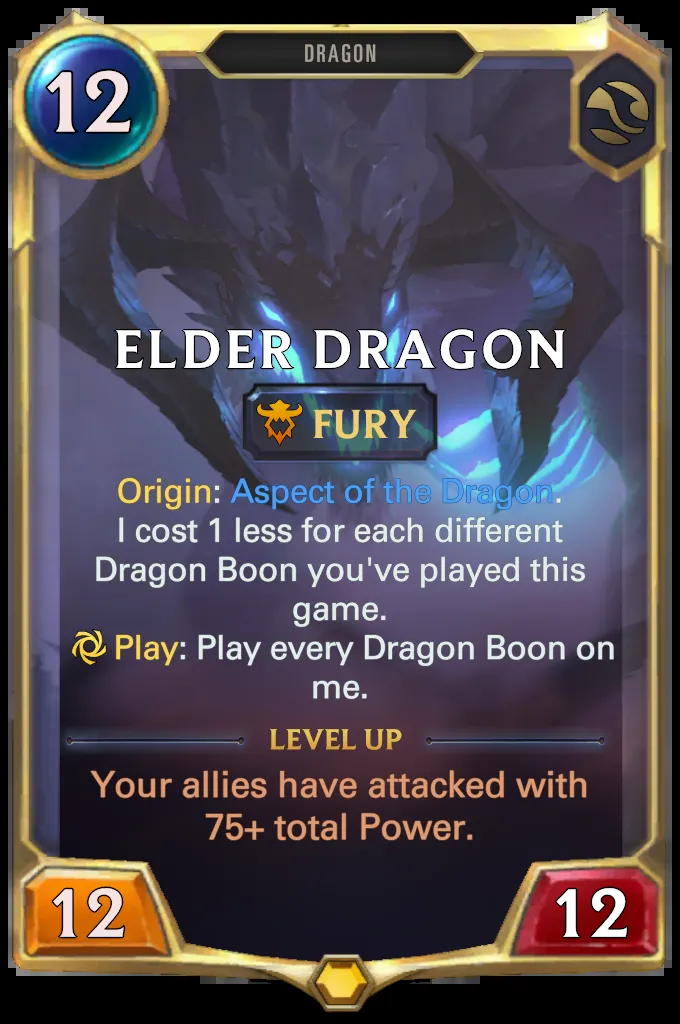 DRAGON
12
ELDER DRAGON
FURY
Origin: Aspect of the Dragon.
I cost 1 less for each different
Dragon Boon you've played this
game.
Play: Play every Dragon Boon on
me.
LEVEL UP
Your allies have attacked with
75+ total Power.
12
12